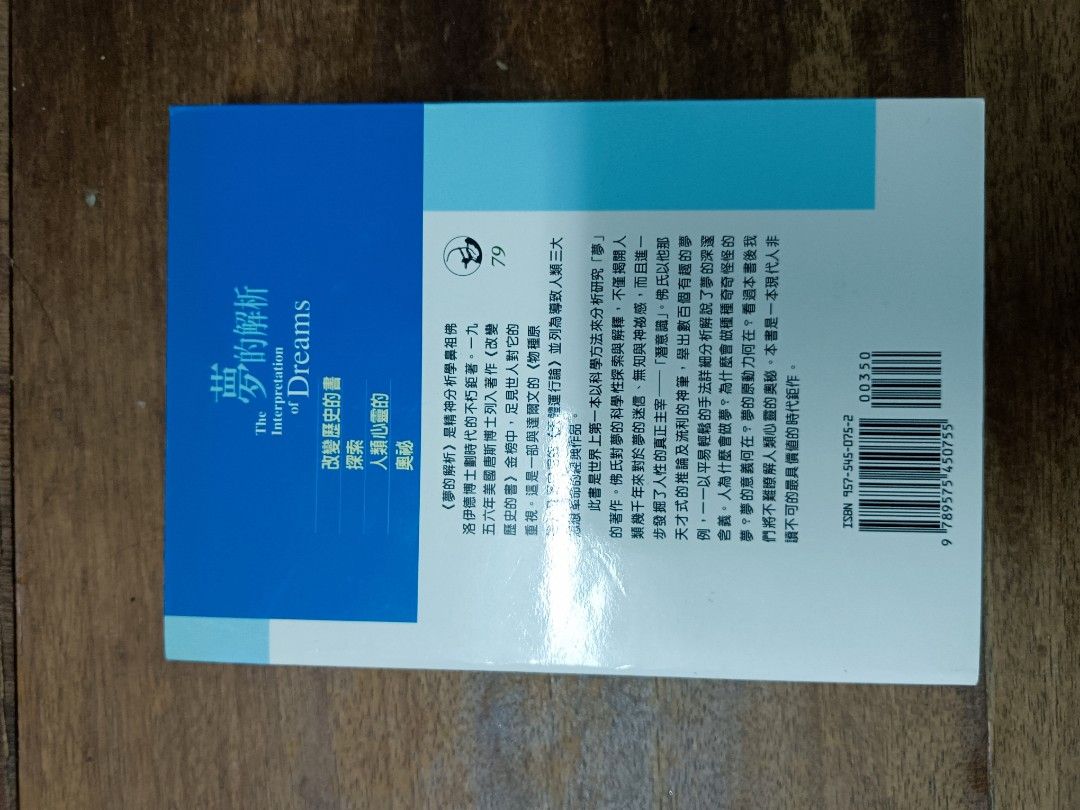 夢的解析
The
Interpretation
of Dreams
改變歷史的書
探索
人類心靈的
奧祕
79
《夢的解析》是精神分析學鼻祖佛
洛伊德博士劃時代的不朽鉅著。一九
五六年美國唐斯博士列入著作《改變
歷史的書》金榜中，足見世人對它的
重視。這是一部與達爾文的《物種原
體運行論》並列為導致人類三大
思想革命的經典作品。
此書是世界上第一本以科學方法來分析研究「夢」
的著作。佛氏對夢的科學性探索與解釋，不僅揭開人
類幾千年來對於夢的迷信、無知與神祕感，而且進一
步發掘了人性的真正主宰——「潛意識」。佛氏以他那
天才式的推論及流利的神筆，舉出數百個有趣的夢
例，一一以平易輕鬆的手法詳細分析解說了夢的深邃
含義。人為什麼會做夢？為什麼會做種種奇奇怪怪的
夢？夢的意義何在？夢的原動力何在？看過本書後我
們將不難瞭解人類心靈的奧秘。本書是一本現代人非
讀不可的最具價值的時代鉅作。
ISBN 957-545-075-2
00350
9 789575 450755